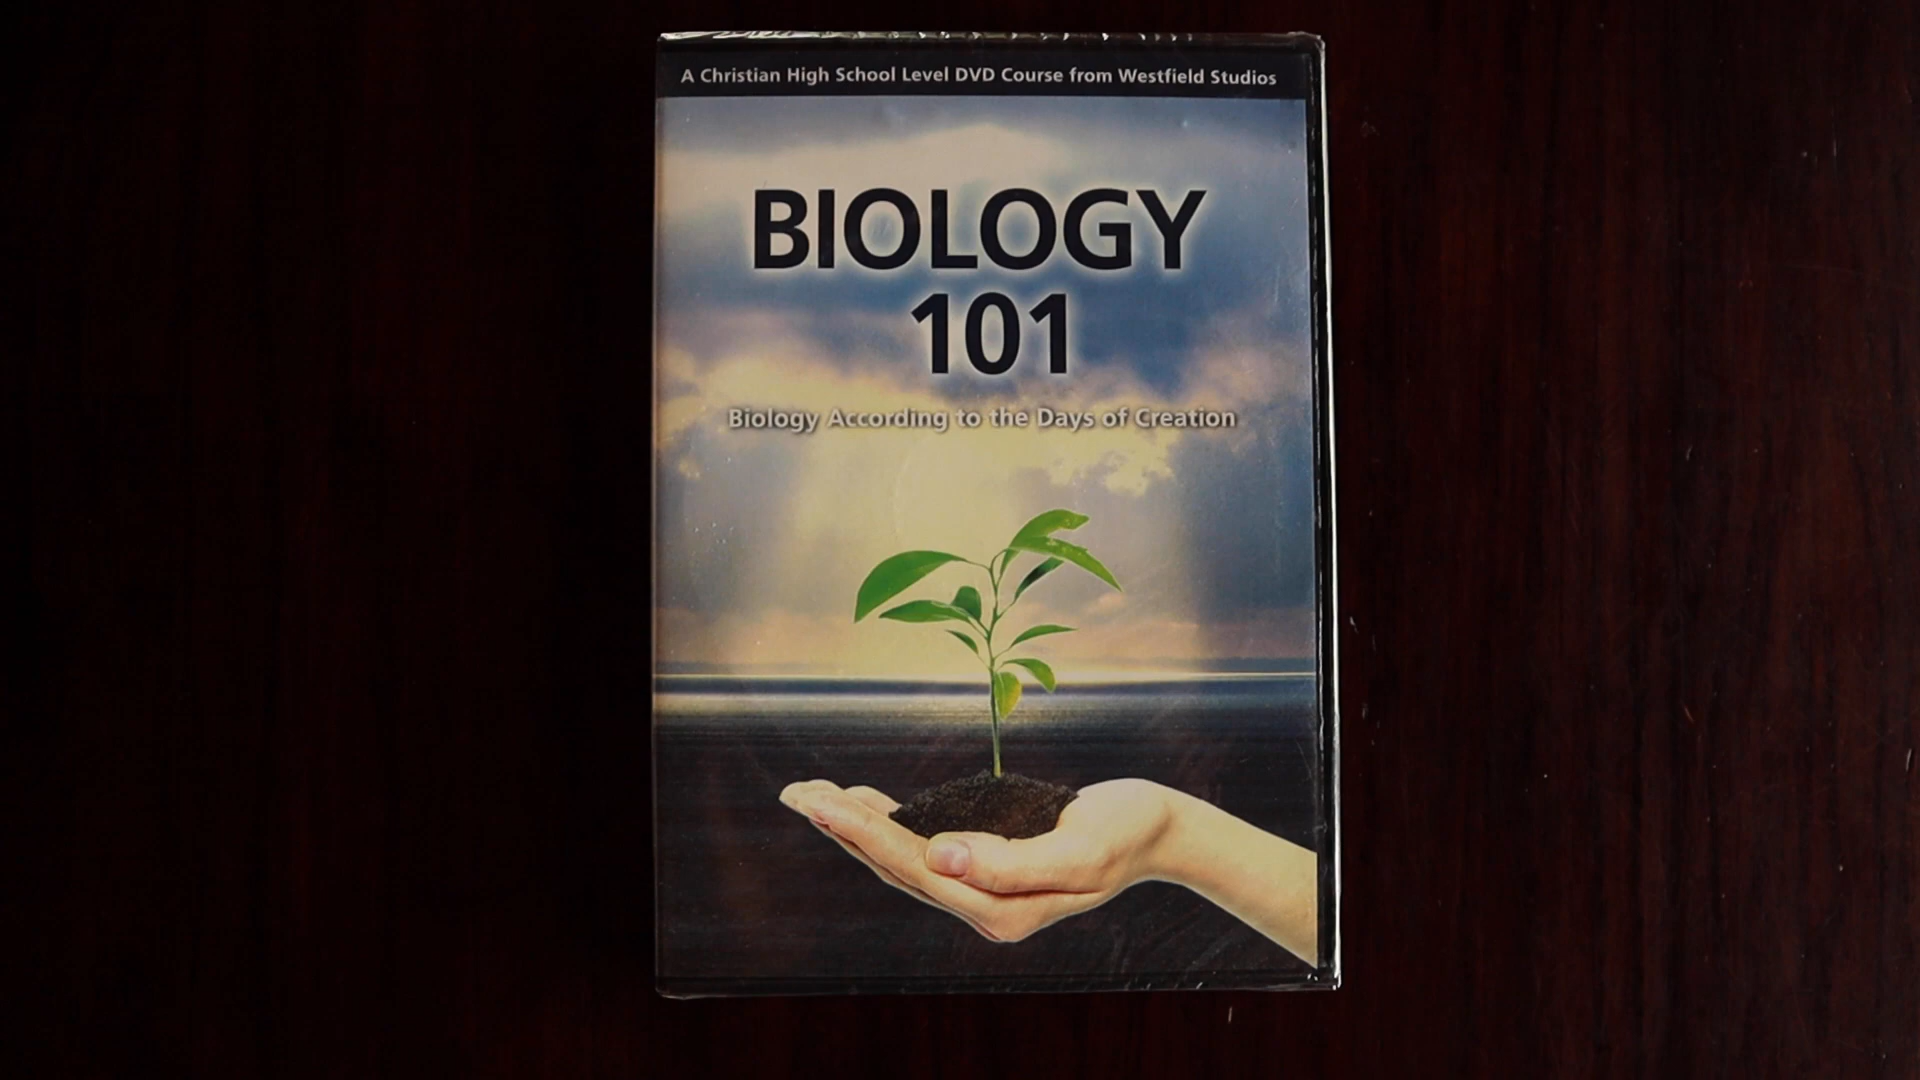 A Christian High School Level DVD Course from Westfield Studios
BIOLOGY
101
Biology According to the Days of Creation